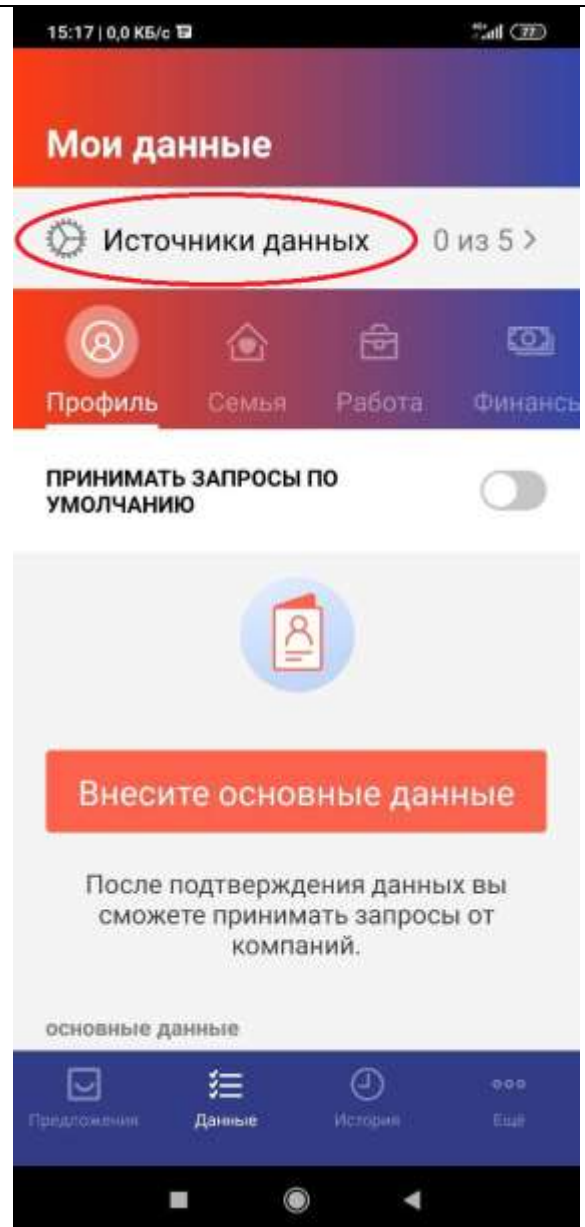 15:17 | 0,0 КБ/с
77
Мои данные
Источники данных 0 из 5 >
Профиль Семья Работа Финансы
ПРИНИМАТЬ ЗАПРОСЫ ПО
УМОЛЧАНИЮ
Внесите основные данные
После подтверждения данных вы
сможете принимать запросы от
компаний.
основные данные
Предложения Данные История Ещё